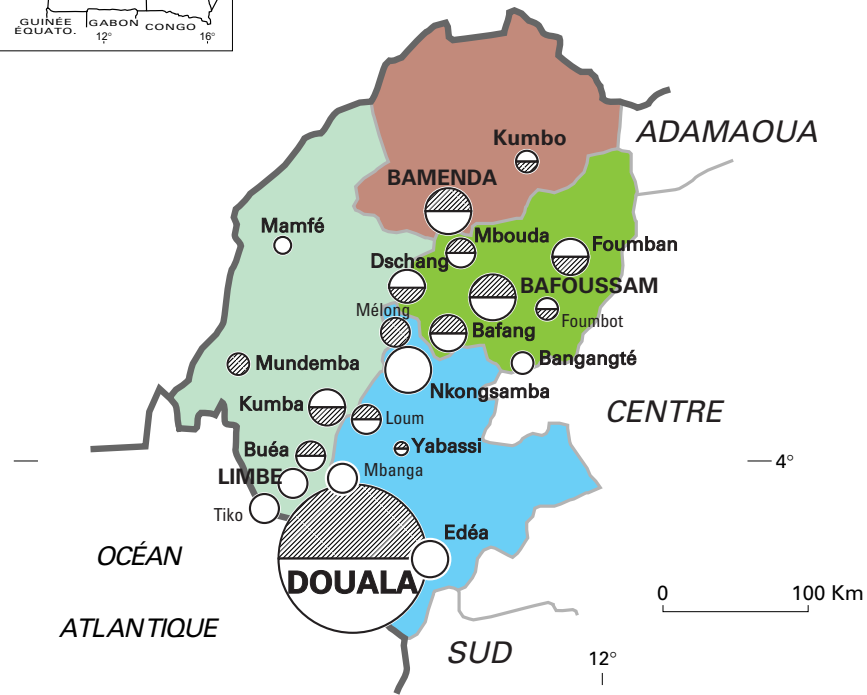 GUINÉE
ÉQUATO.
GABON
CONGO
12°
16°
ADAMAOUA
Kumbo
BAMENDA
Mamfé
Mbouda
Foumban
Dschang
BAFOUSSAM
Mélong
Foumbot
Bafang
Mundemba
Bangangté
Nkongsamba
Kumba
CENTRE
Loum
Buéa
Yabassi
4°
LIMBE
Mbanga
Tiko
Edéa
OCÉAN
DOUALA
0
100 Km
ATLANTIQUE
SUD
12°